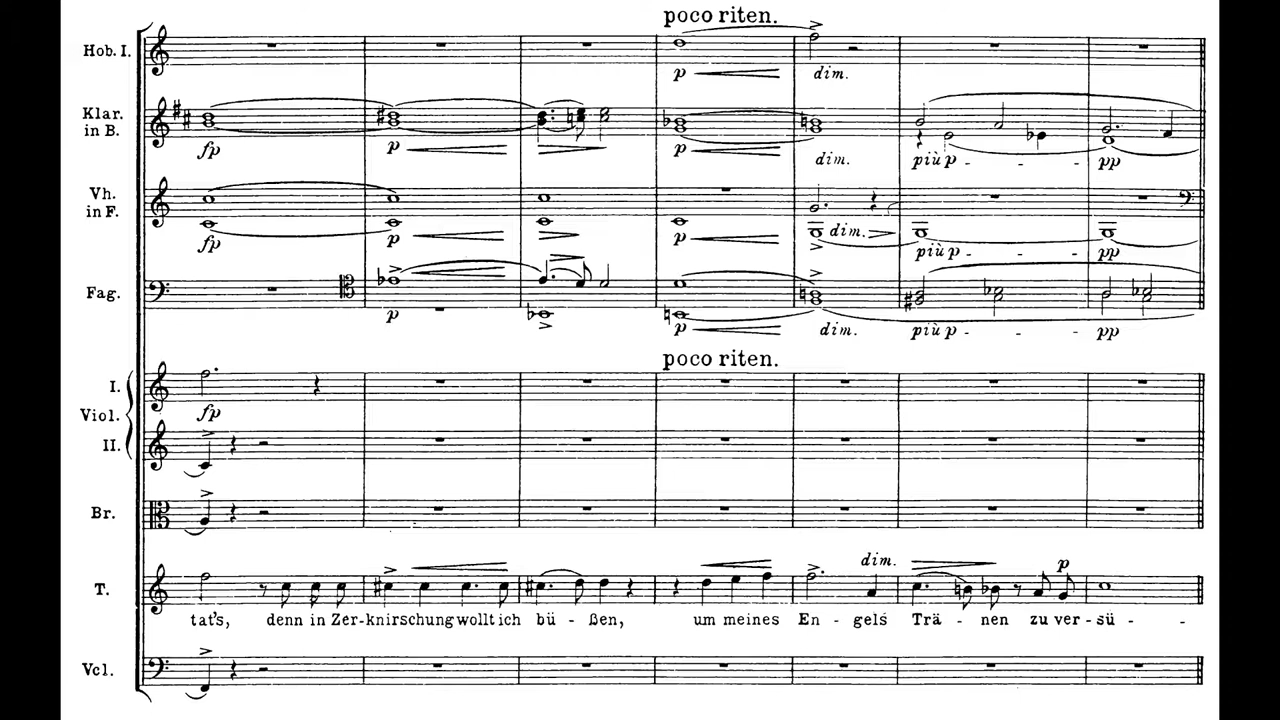 poco riten.
Hob. I.
p
dim.
Klar.
in B.
fp
p
p
dim.
più p - - -
pp
Vh.
in F.
fp
p
p
dim.
più p - - -
pp
Fag.
p
p
dim.
più p - - -
pp
poco riten.
I.
fp
Viol.
II.
Br.
dim.
p
T.
tat's, denn in Zer-knirschung wollt ich bü - ßen, um meines En - gels Trä - nen zu ver-sü - -
Vcl.